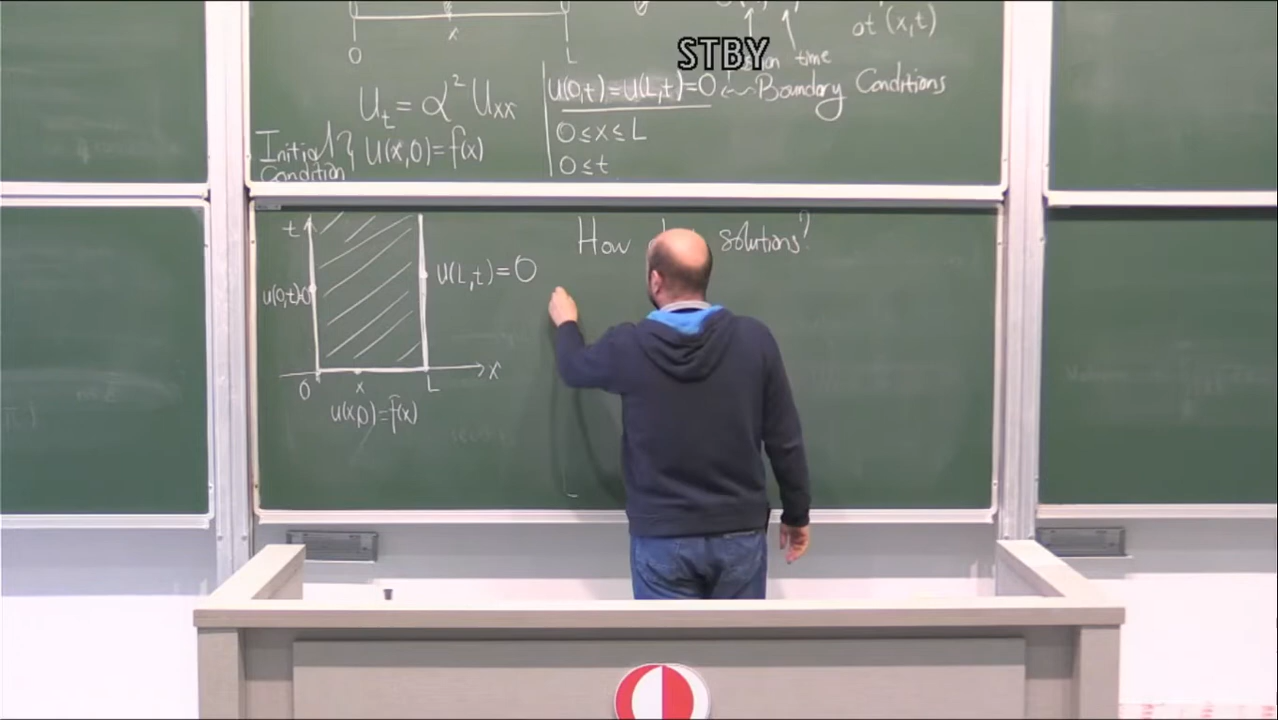 0
x
L
at (x,t)
STBY
time
U_t = α² U_xx
u(0,t) = u(L,t) = 0
Boundary Conditions
0 ≤ x ≤ L
0 ≤ t
Initial
Condition
U(x,0) = f(x)
t
u(0,t)=0
u(L,t) = 0
0
x
L
x
u(x,0) = f(x)
How
solutions?